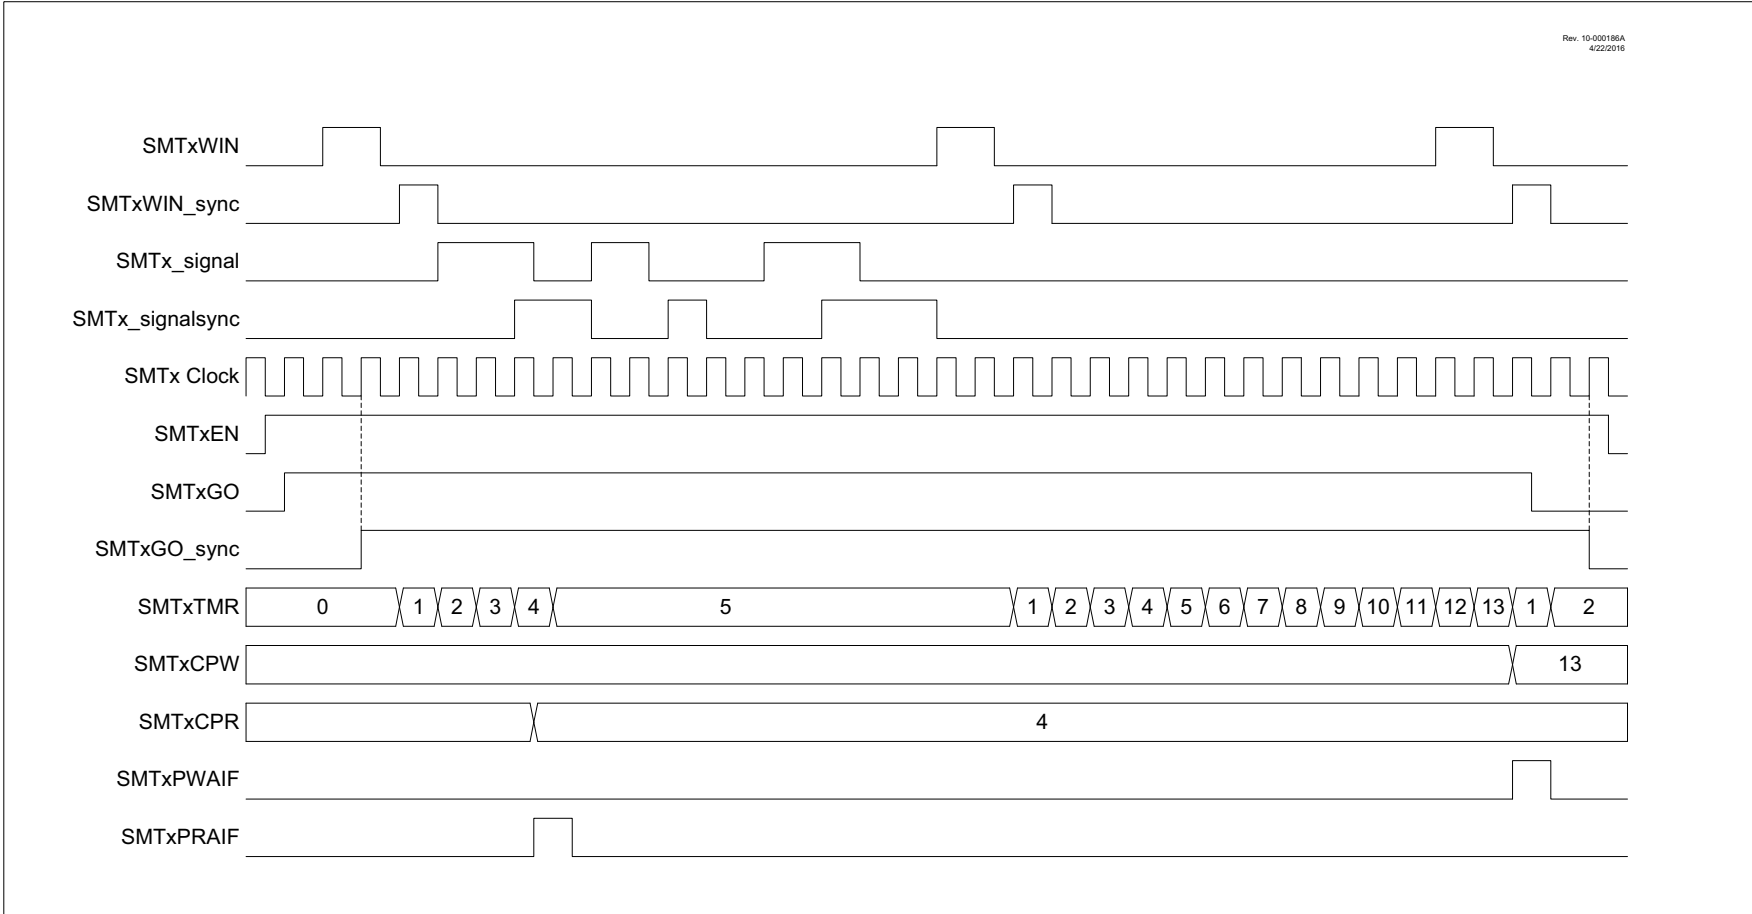 Rev. 10-000186A
4/22/2016
SMTxWIN
SMTxWIN_sync
SMTx_signal
SMTx_signalsync
SMTx Clock
SMTxEN
SMTxGO
SMTxGO_sync
SMTxTMR 0 1 2 3 4 5 1 2 3 4 5 6 7 8 9 10 11 12 13 1 2
SMTxCPW 13
SMTxCPR 4
SMTxPWAIF
SMTxPRAIF